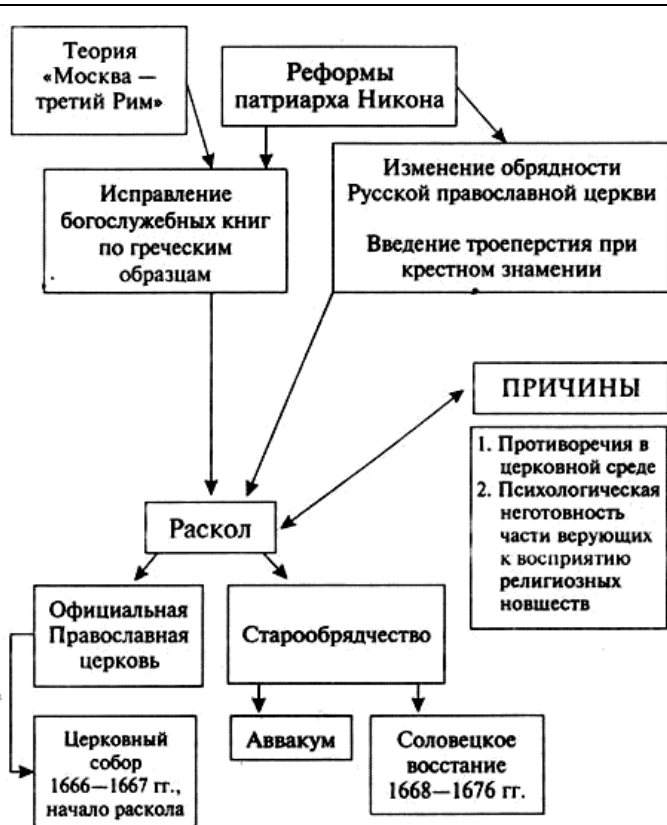 Теория
«Москва —
третий Рим»
Реформы
патриарха Никона
Исправление
богослужебных книг
по греческим
образцам
Изменение обрядности
Русской православной церкви
Введение троеперстия при
крестном знамении
ПРИЧИНЫ
1. Противоречия в
церковной среде
2. Психологическая
неготовность
части верующих
к восприятию
религиозных
новшеств
Раскол
Официальная
Православная
церковь
Старообрядчество
Церковный
собор
1666—1667 гг.,
начало раскола
Аввакум
Соловецкое
восстание
1668—1676 гг.